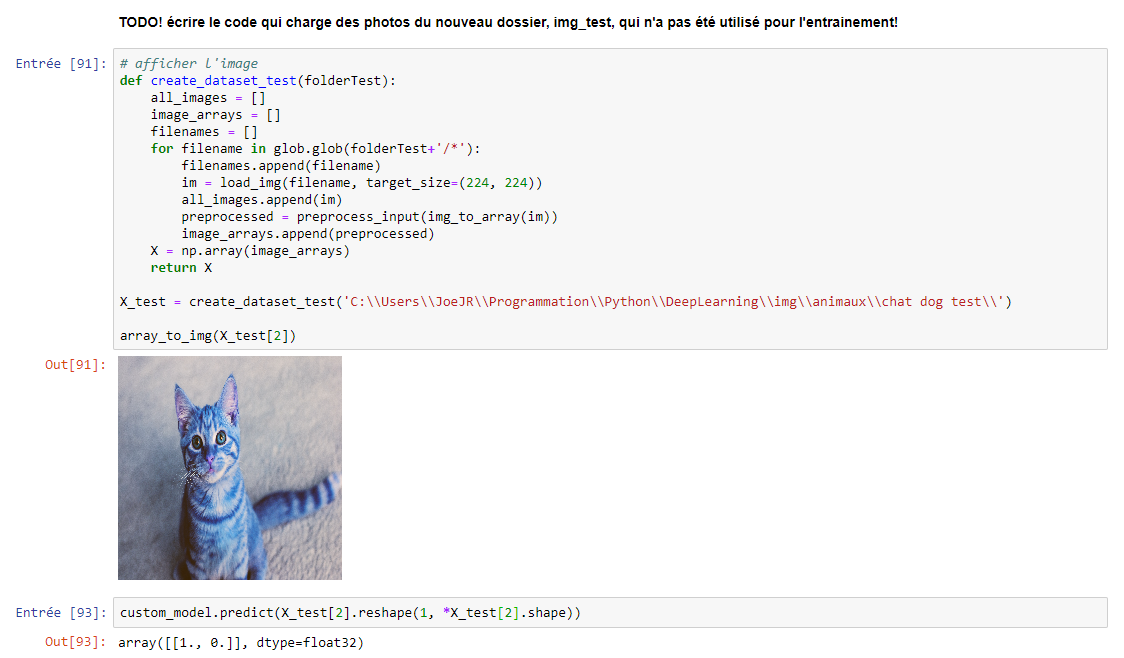 TODO! écrire le code qui charge des photos du nouveau dossier, img_test, qui n'a pas été utilisé pour l'entrainement!
Entrée [91]:
# afficher l'image
def create_dataset_test(folderTest):
    all_images = []
    image_arrays = []
    filenames = []
    for filename in glob.glob(folderTest+'/*'):
        filenames.append(filename)
        im = load_img(filename, target_size=(224, 224))
        all_images.append(im)
        preprocessed = preprocess_input(img_to_array(im))
        image_arrays.append(preprocessed)
    X = np.array(image_arrays)
    return X
X_test = create_dataset_test('C:\\Users\\JoeJR\\Programmation\\Python\\DeepLearning\\img\\animaux\\chat dog test\\')
array_to_img(X_test[2])
Out[91]:
Entrée [93]:
custom_model.predict(X_test[2].reshape(1, *X_test[2].shape))
Out[93]:
array([[1., 0.]], dtype=float32)